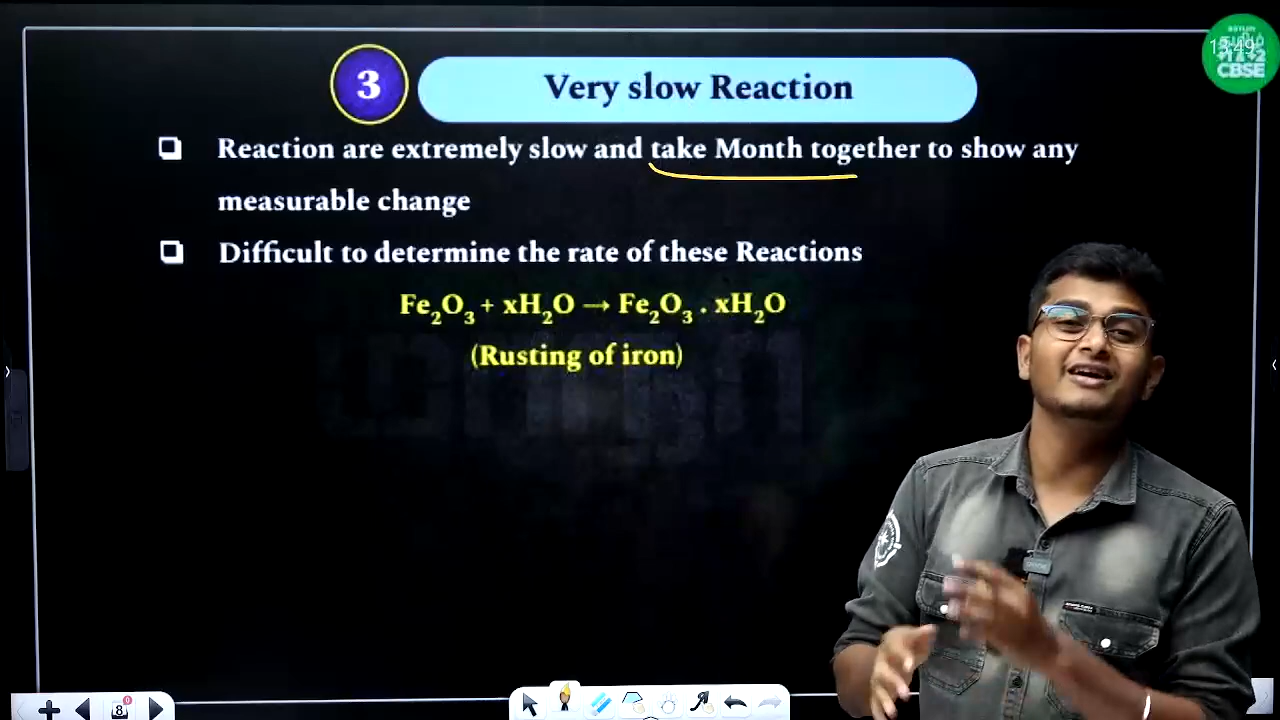 3
Very slow Reaction
❑ Reaction are extremely slow and take Month together to show any
measurable change
❑ Difficult to determine the rate of these Reactions
Fe₂O₃ + xH₂O → Fe₂O₃ . xH₂O
(Rusting of iron)
CBSE
8